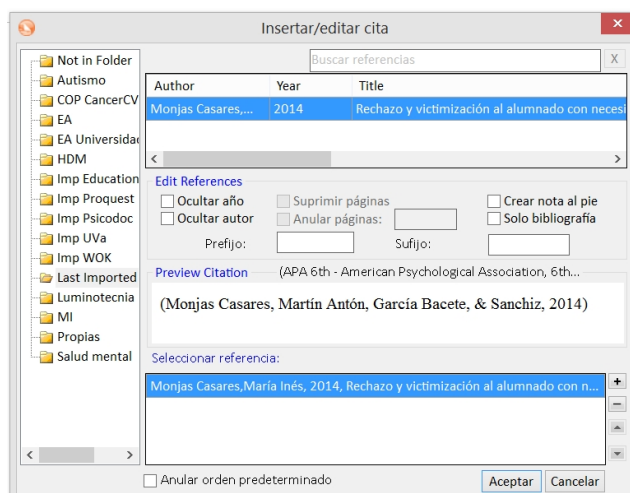 Insertar/editar cita
x
Not in Folder
Autismo
COP CancerCV
EA
EA Universidad
HDM
Imp Education
Imp Proquest
Imp Psicodoc
Imp UVa
Imp WOK
Last Imported
Luminotecnia
MI
Propias
Salud mental
Buscar referencias X
Author Year Title
Monjas Casares,... 2014 Rechazo y victimización al alumnado con necesi
Edit References
Ocultar año Suprimir páginas Crear nota al pie
Ocultar autor Anular páginas: Solo bibliografía
Prefijo: Sufijo:
Preview Citation (APA 6th - American Psychological Association, 6th...
(Monjas Casares, Martín Antón, García Bacete, & Sanchiz, 2014)
Seleccionar referencia:
Monjas Casares,María Inés, 2014, Rechazo y victimización al alumnado con n...
Anular orden predeterminado
Aceptar Cancelar